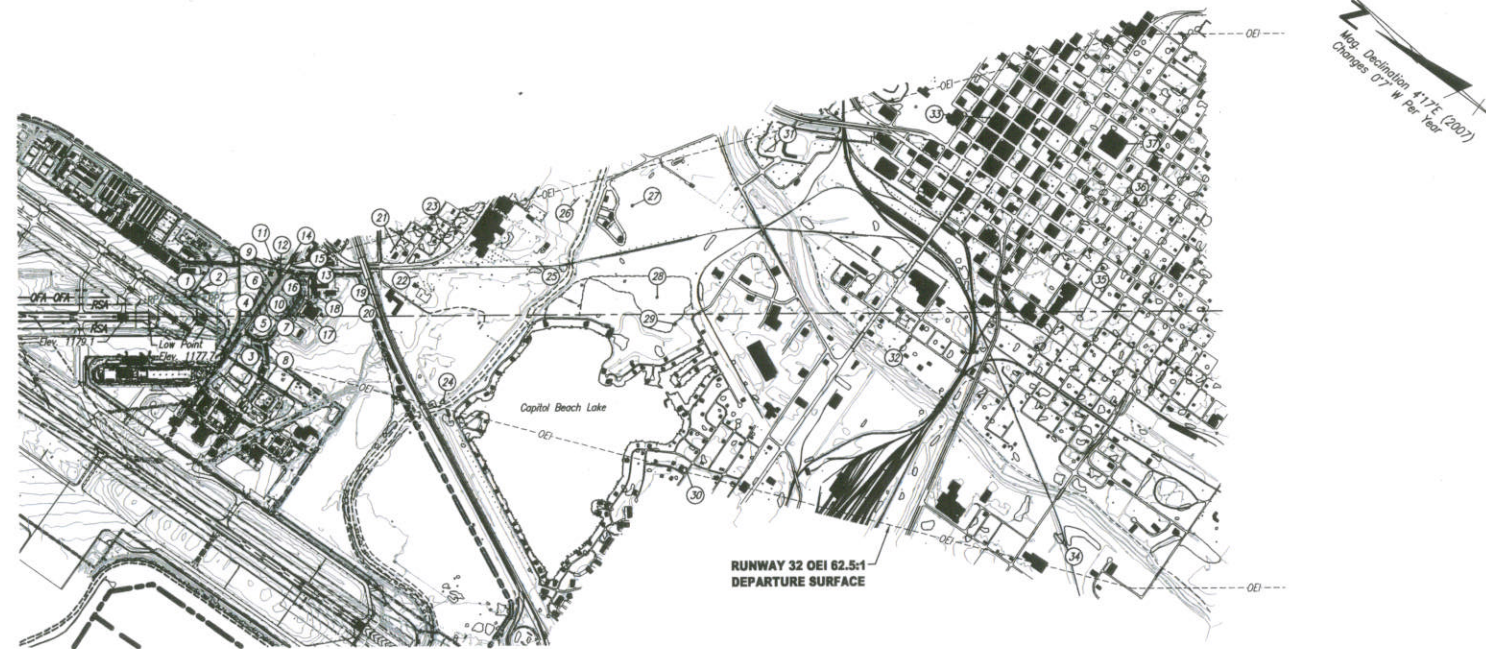 Mag. Declination 4°17'E (2007)
Changes 0'7" W Per Year
OEI
OEI
33
31
37
36
OEI
27
26
23
21
14
11
12
9
15
13
6
16
1
2
22
25
28
35
OFA OFA
RSA
4
10
18
19
20
29
RSA
5
7
17
Elev. 1179.1
Low Point
Elev. 1177.7
3
8
32
OEI
24
Capitol Beach Lake
OEI
30
OEI
34
RUNWAY 32 OEI 62.5:1
DEPARTURE SURFACE
OEI